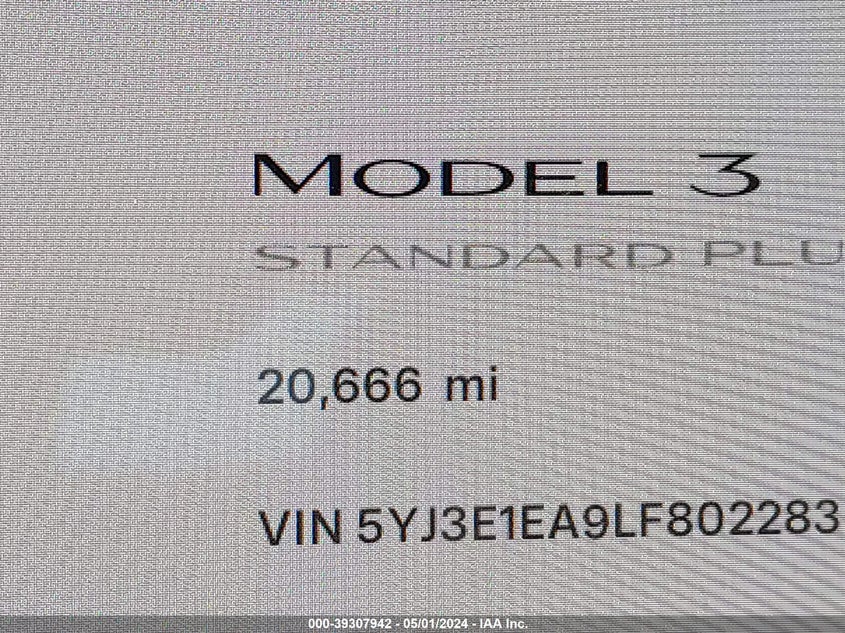 MODEL 3
STANDARD PLU
20,666 mi
VIN 5YJ3E1EA9LF802283
000-39307942 - 05/01/2024 - IAA Inc.